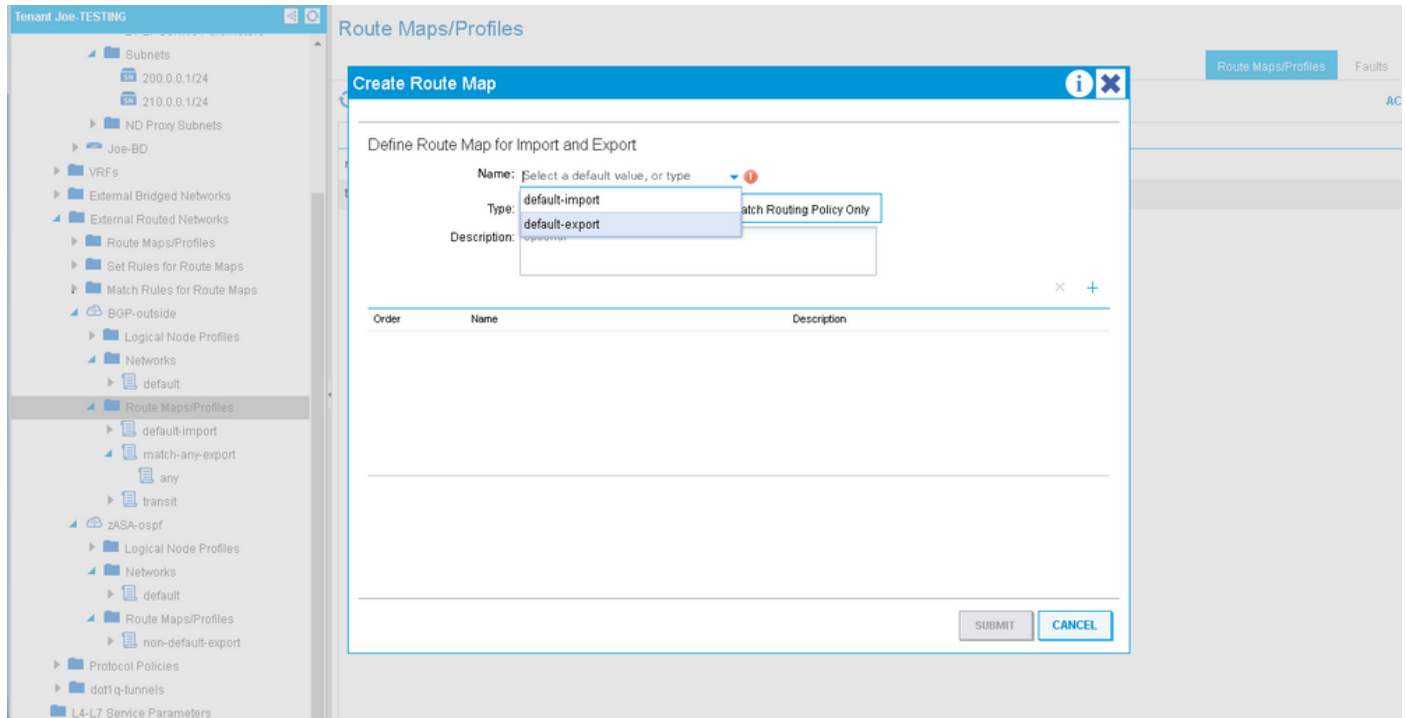 Tenant Joe-TESTING
Subnets
200.0.0.1/24
210.0.0.1/24
ND Proxy Subnets
Joe-BD
VRFs
External Bridged Networks
External Routed Networks
Route Maps/Profiles
Set Rules for Route Maps
Match Rules for Route Maps
BGP-outside
Logical Node Profiles
Networks
default
Route Maps/Profiles
default-import
match-any-export
any
transit
zASA-ospf
Logical Node Profiles
Networks
default
Route Maps/Profiles
non-default-export
Protocol Policies
dot1q-tunnels
L4-L7 Service Parameters
Route Maps/Profiles
Route Maps/Profiles Faults
AC
Create Route Map
i
Define Route Map for Import and Export
Name: Select a default value, or type
default-import
default-export
Type: atch Routing Policy Only
Description: optional
Order Name Description
SUBMIT CANCEL